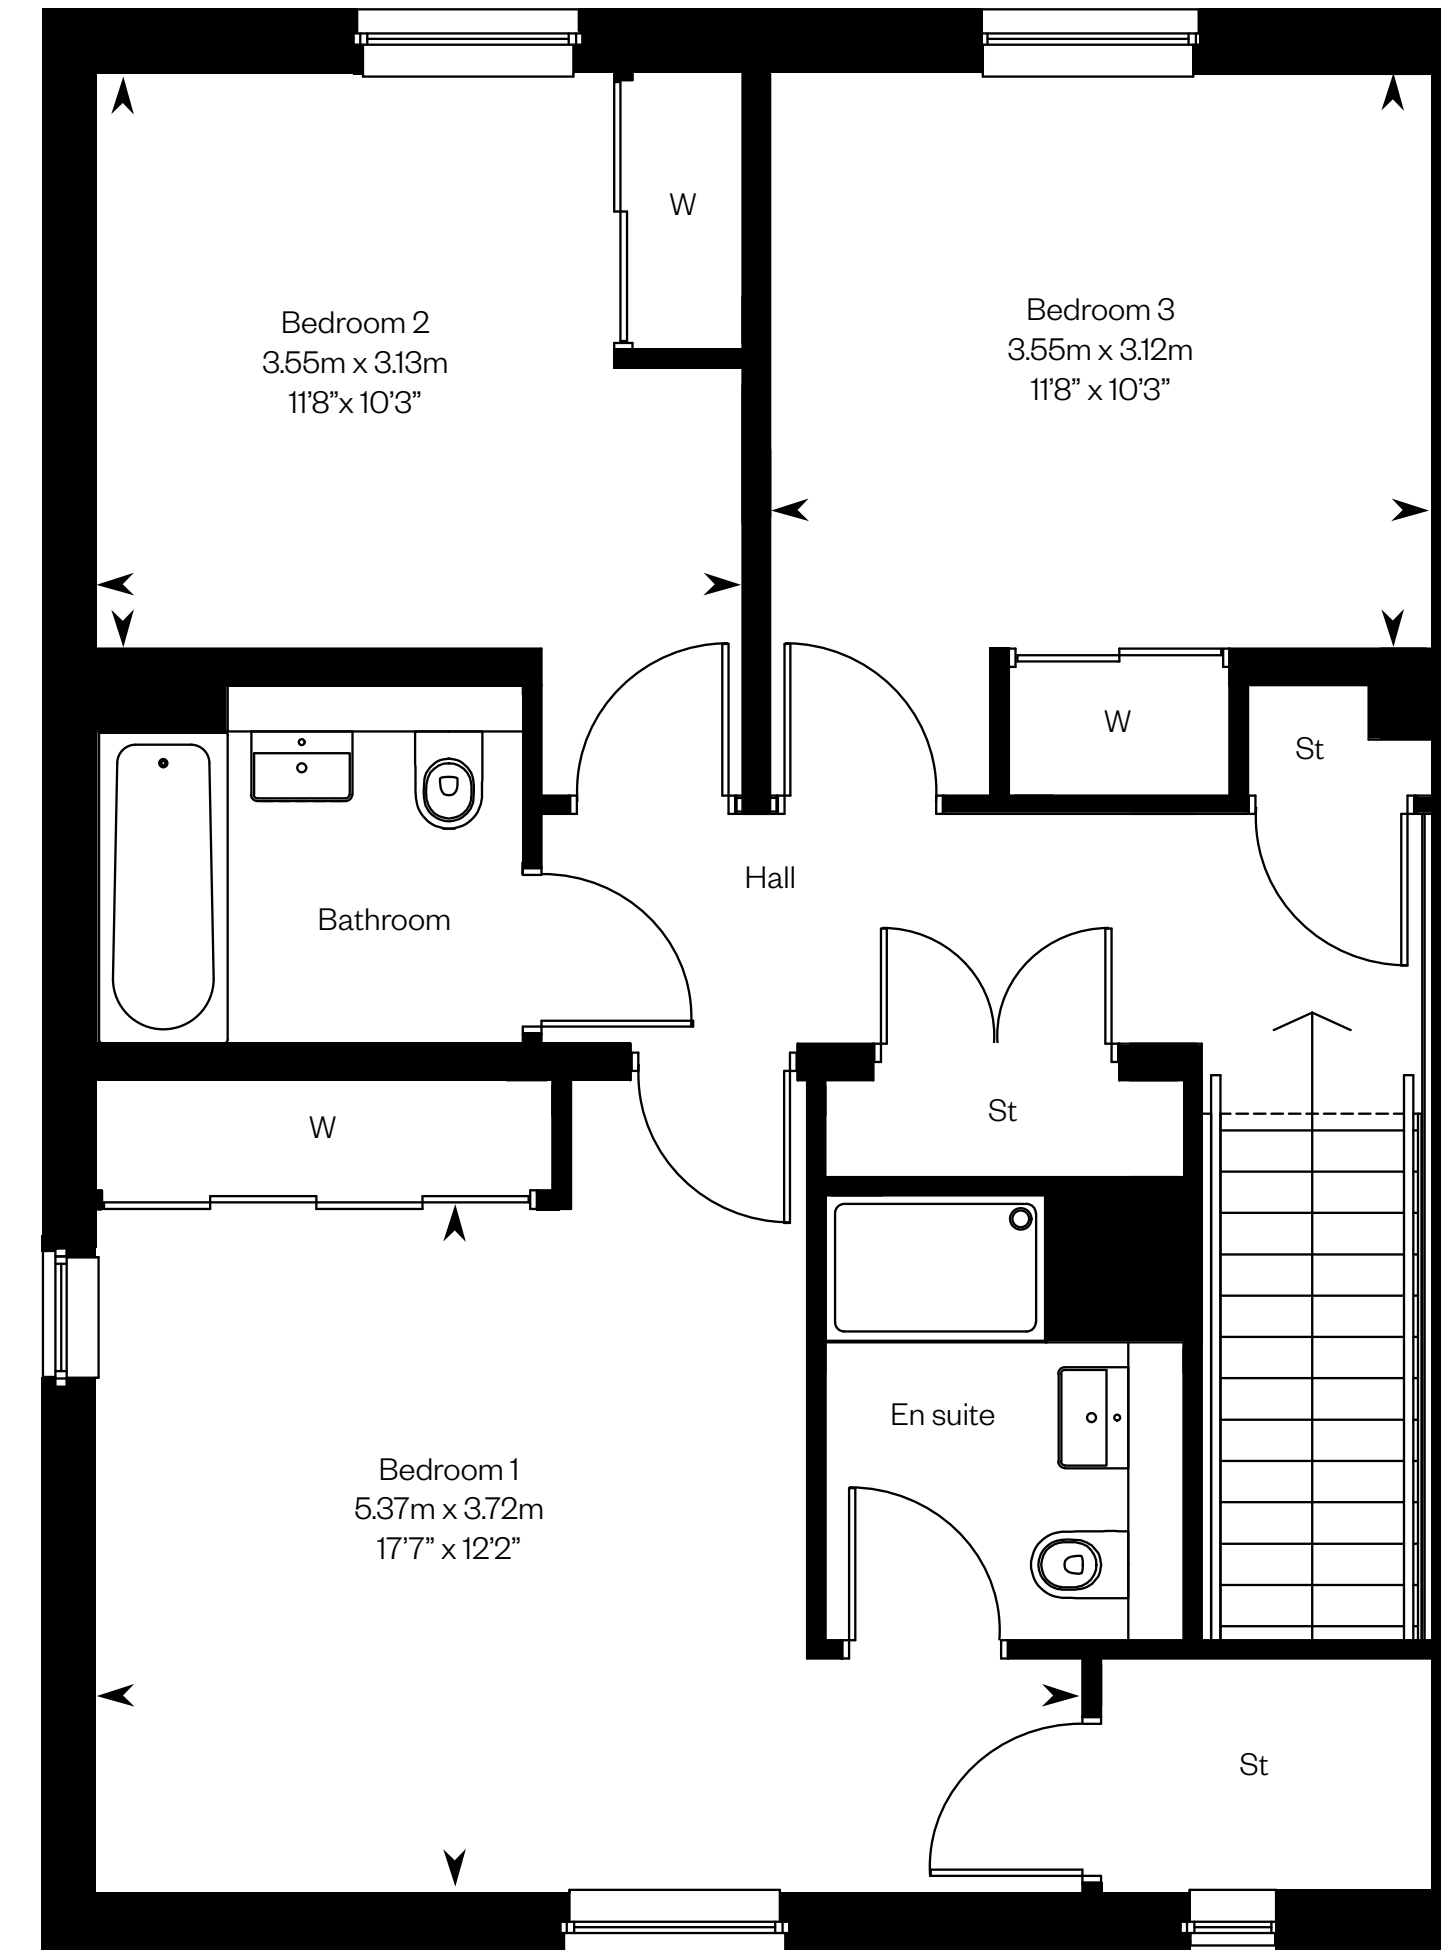 W
Bedroom 2
3.55m x 3.13m
11’8”x 10’3”
Bedroom 3
3.55m x 3.12m
11’8” x 10’3”
W
St
Hall
Bathroom
W
St
En suite
Bedroom 1
5.37m x 3.72m
17’7” x 12’2”
St